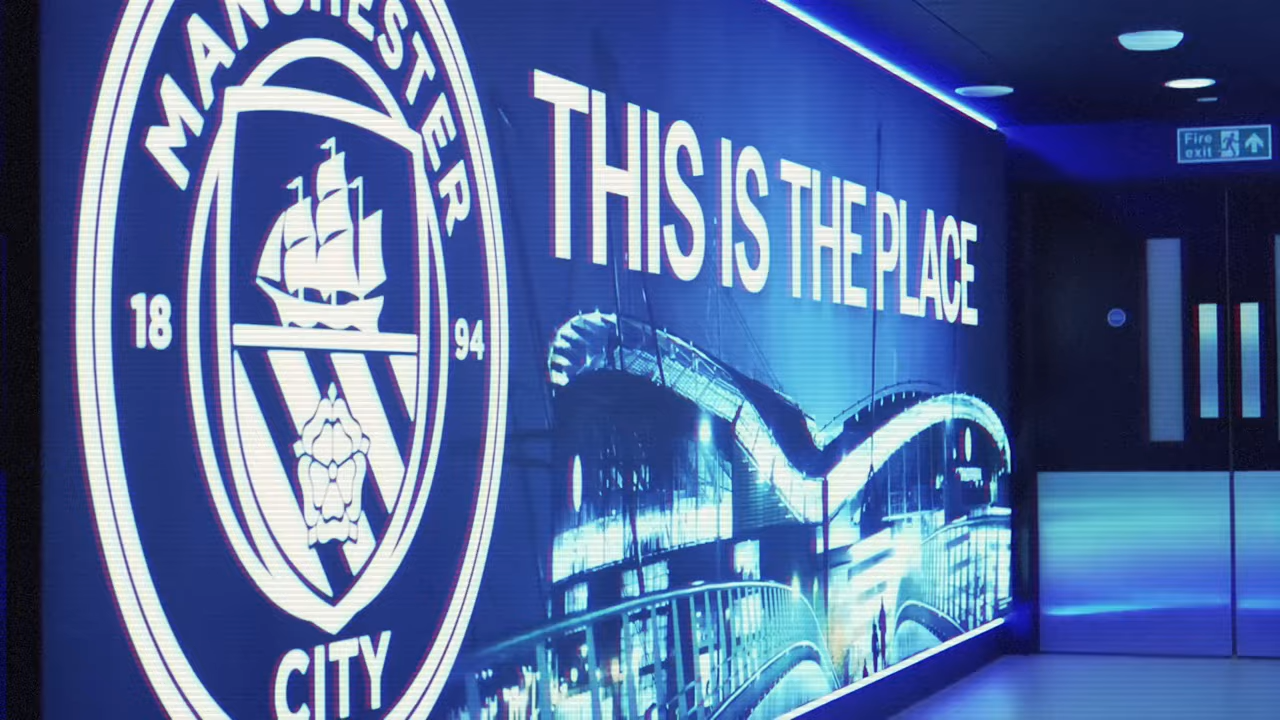 MANCHESTER
18 94
CITY
THIS IS THE PLACE
Fire
exit